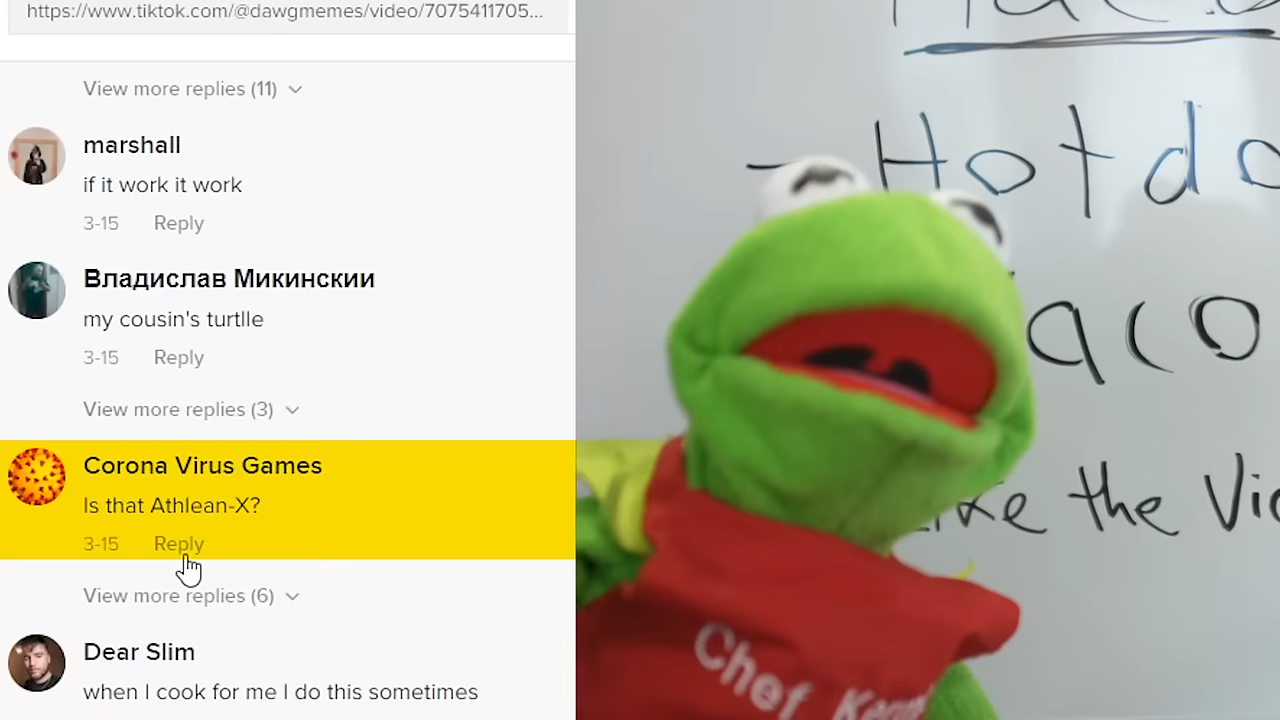 https://www.tiktok.com/@dawgmemes/video/7075411705...
View more replies (11)
marshall
if it work it work
3-15 Reply
Владислав Микинскии
my cousin's turtlle
3-15 Reply
View more replies (3)
Corona Virus Games
Is that Athlean-X?
3-15 Reply
View more replies (6)
Dear Slim
when I cook for me I do this sometimes
- Hotdo
aco
the Vi
Chef